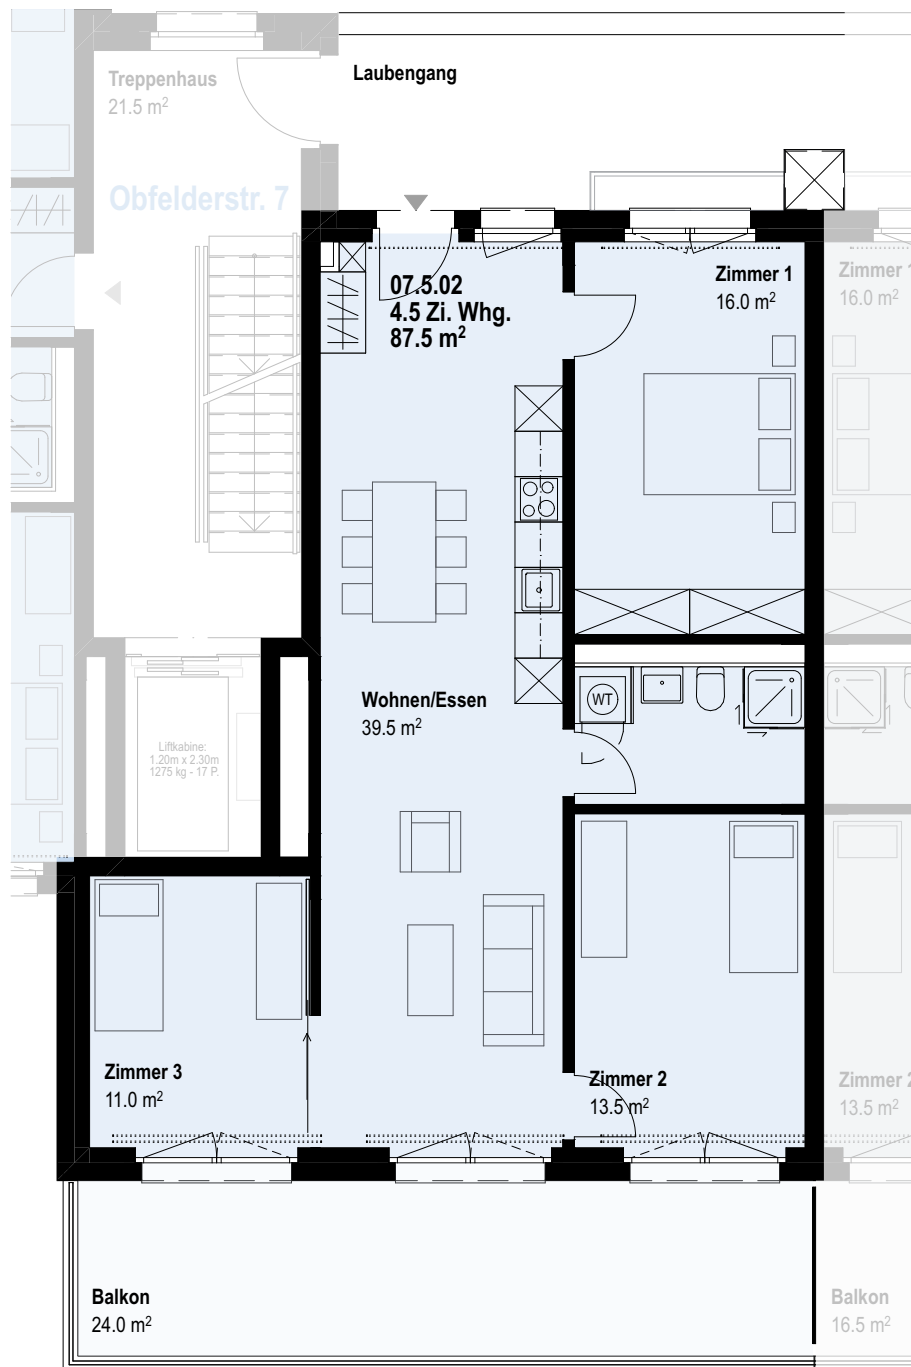 Treppenhaus
21.5 m²
Laubengang
Obfelderstr. 7
07.5.02
4.5 Zi. Whg.
87.5 m²
Zimmer 1
16.0 m²
Zimmer 1
16.0 m²
Wohnen/Essen
39.5 m²
WT
Liftkabine:
1.20m x 2.30m
1275 kg - 17 P.
Zimmer 3
11.0 m²
Zimmer 2
13.5 m²
Zimmer 2
13.5 m²
Balkon
24.0 m²
Balkon
16.5 m²